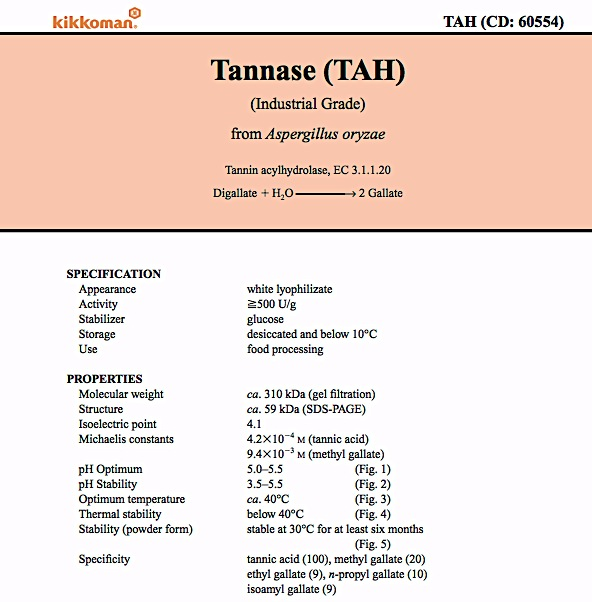 kikkoman® TAH (CD: 60554)
Tannase (TAH)
(Industrial Grade)
from Aspergillus oryzae
Tannin acylhydrolase, EC 3.1.1.20
Digallate + H₂O ⟶ 2 Gallate
SPECIFICATION
Appearance white lyophilizate
Activity ≧500 U/g
Stabilizer glucose
Storage desiccated and below 10°C
Use food processing
PROPERTIES
Molecular weight ca. 310 kDa (gel filtration)
Structure ca. 59 kDa (SDS-PAGE)
Isoelectric point 4.1
Michaelis constants 4.2×10⁻⁴ M (tannic acid)
9.4×10⁻³ M (methyl gallate)
pH Optimum 5.0–5.5 (Fig. 1)
pH Stability 3.5–5.5 (Fig. 2)
Optimum temperature ca. 40°C (Fig. 3)
Thermal stability below 40°C (Fig. 4)
Stability (powder form) stable at 30°C for at least six months
(Fig. 5)
Specificity tannic acid (100), methyl gallate (20)
ethyl gallate (9), n-propyl gallate (10)
isoamyl gallate (9)